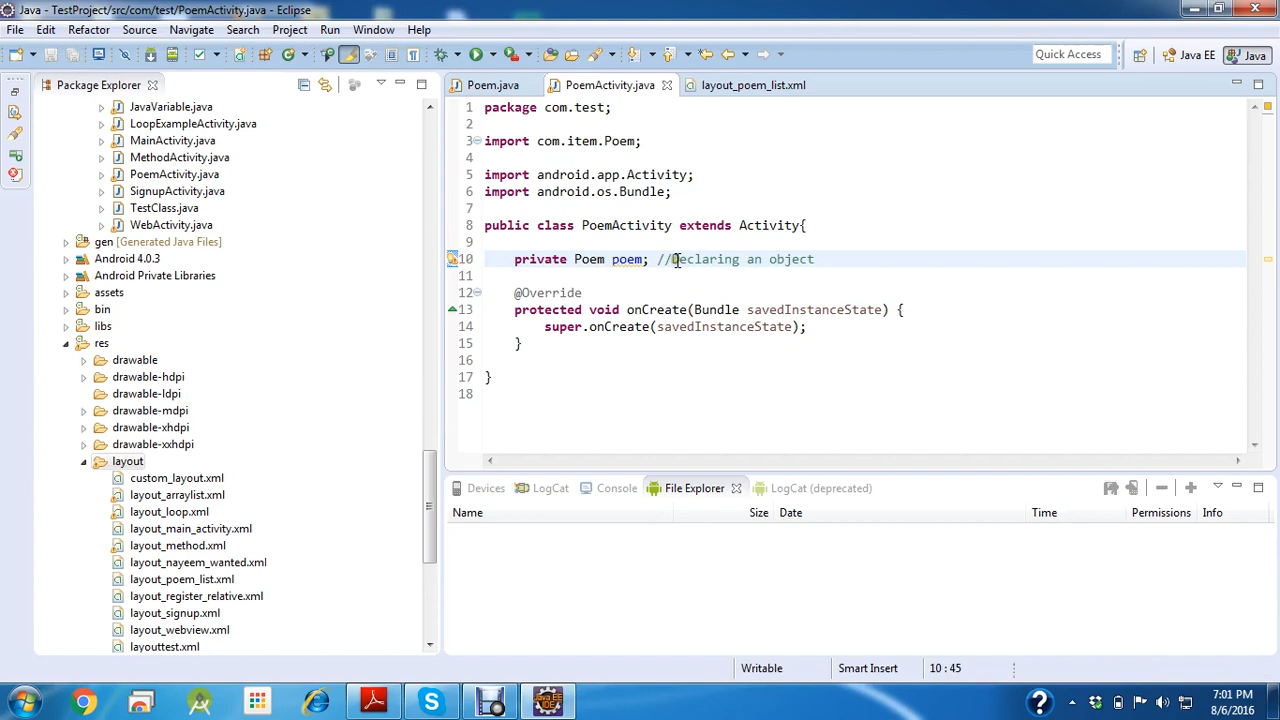 Java - TestProject/src/com/test/PoemActivity.java - Eclipse
File Edit Refactor Source Navigate Search Project Run Window Help
Quick Access Java EE Java
Package Explorer
JavaVariable.java
LoopExampleActivity.java
MainActivity.java
MethodActivity.java
PoemActivity.java
SignupActivity.java
TestClass.java
WebActivity.java
gen [Generated Java Files]
Android 4.0.3
Android Private Libraries
assets
bin
libs
res
drawable
drawable-hdpi
drawable-ldpi
drawable-mdpi
drawable-xhdpi
drawable-xxhdpi
layout
custom_layout.xml
layout_arraylist.xml
layout_loop.xml
layout_main_activity.xml
layout_method.xml
layout_nayeem_wanted.xml
layout_poem_list.xml
layout_register_relative.xml
layout_signup.xml
layout_webview.xml
layouttest.xml
Poem.java PoemActivity.java layout_poem_list.xml
1 package com.test;
2
3 import com.item.Poem;
4
5 import android.app.Activity;
6 import android.os.Bundle;
7
8 public class PoemActivity extends Activity{
9
10 private Poem poem; //Declaring an object
11
12 @Override
13 protected void onCreate(Bundle savedInstanceState) {
14 super.onCreate(savedInstanceState);
15 }
16
17 }
18
Devices LogCat Console File Explorer LogCat (deprecated)
Name Size Date Time Permissions Info
Writable Smart Insert 10 : 45
7:01 PM
8/6/2016